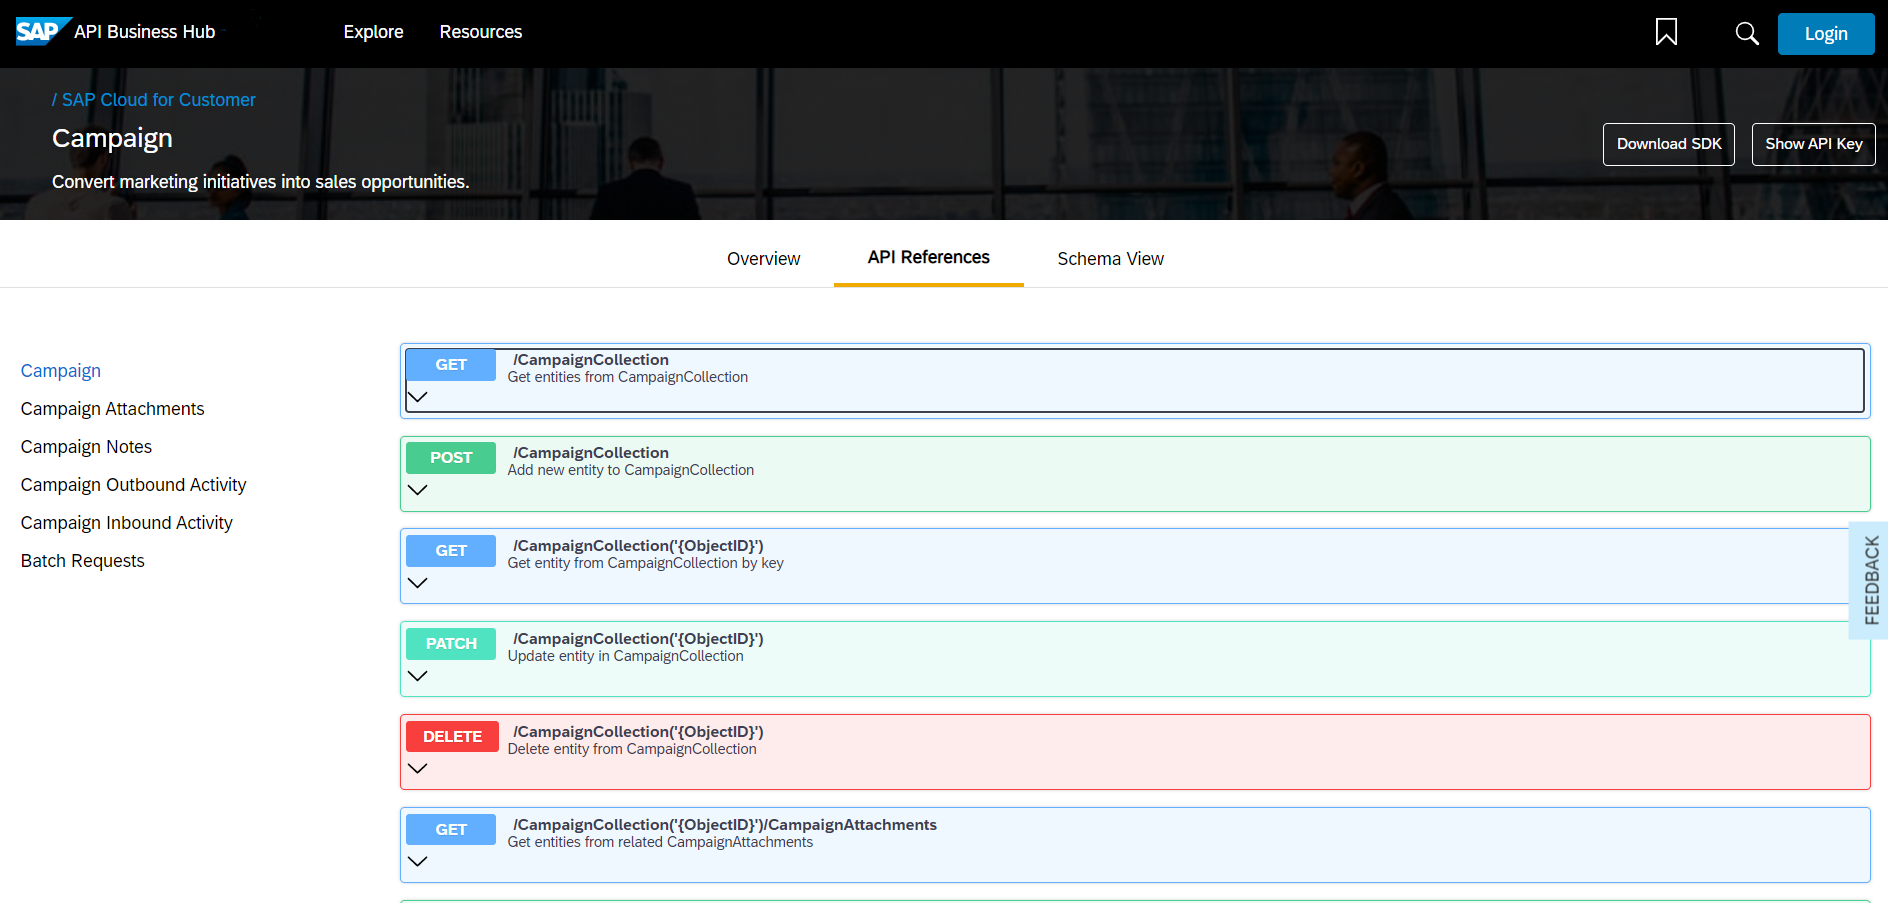 SAP API Business Hub
Explore
Resources
Login
/ SAP Cloud for Customer
Campaign
Convert marketing initiatives into sales opportunities.
Download SDK
Show API Key
Overview
API References
Schema View
Campaign
Campaign Attachments
Campaign Notes
Campaign Outbound Activity
Campaign Inbound Activity
Batch Requests
GET /CampaignCollection
Get entities from CampaignCollection
POST /CampaignCollection
Add new entity to CampaignCollection
GET /CampaignCollection('{ObjectID}')
Get entity from CampaignCollection by key
PATCH /CampaignCollection('{ObjectID}')
Update entity in CampaignCollection
DELETE /CampaignCollection('{ObjectID}')
Delete entity from CampaignCollection
GET /CampaignCollection('{ObjectID}')/CampaignAttachments
Get entities from related CampaignAttachments
FEEDBACK